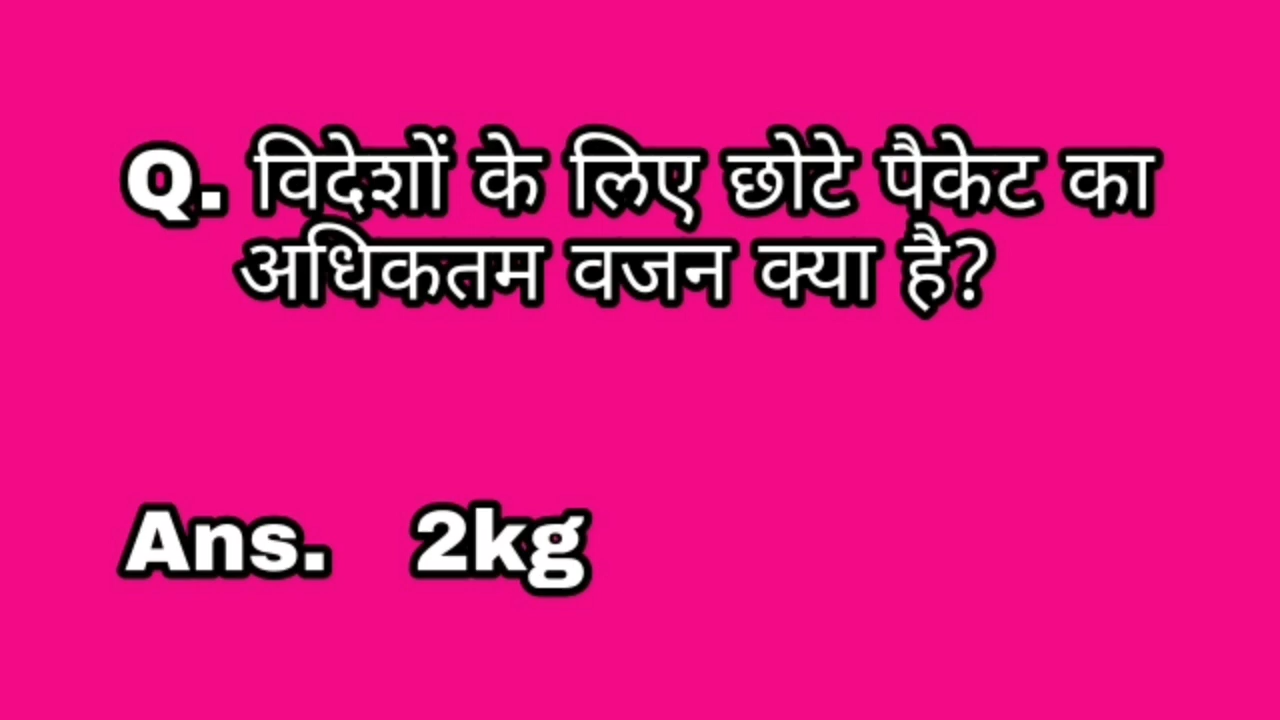 Q. विदेशों के लिए छोटे पैकेट का
अधिकतम वजन क्या है?
Ans. 2kg